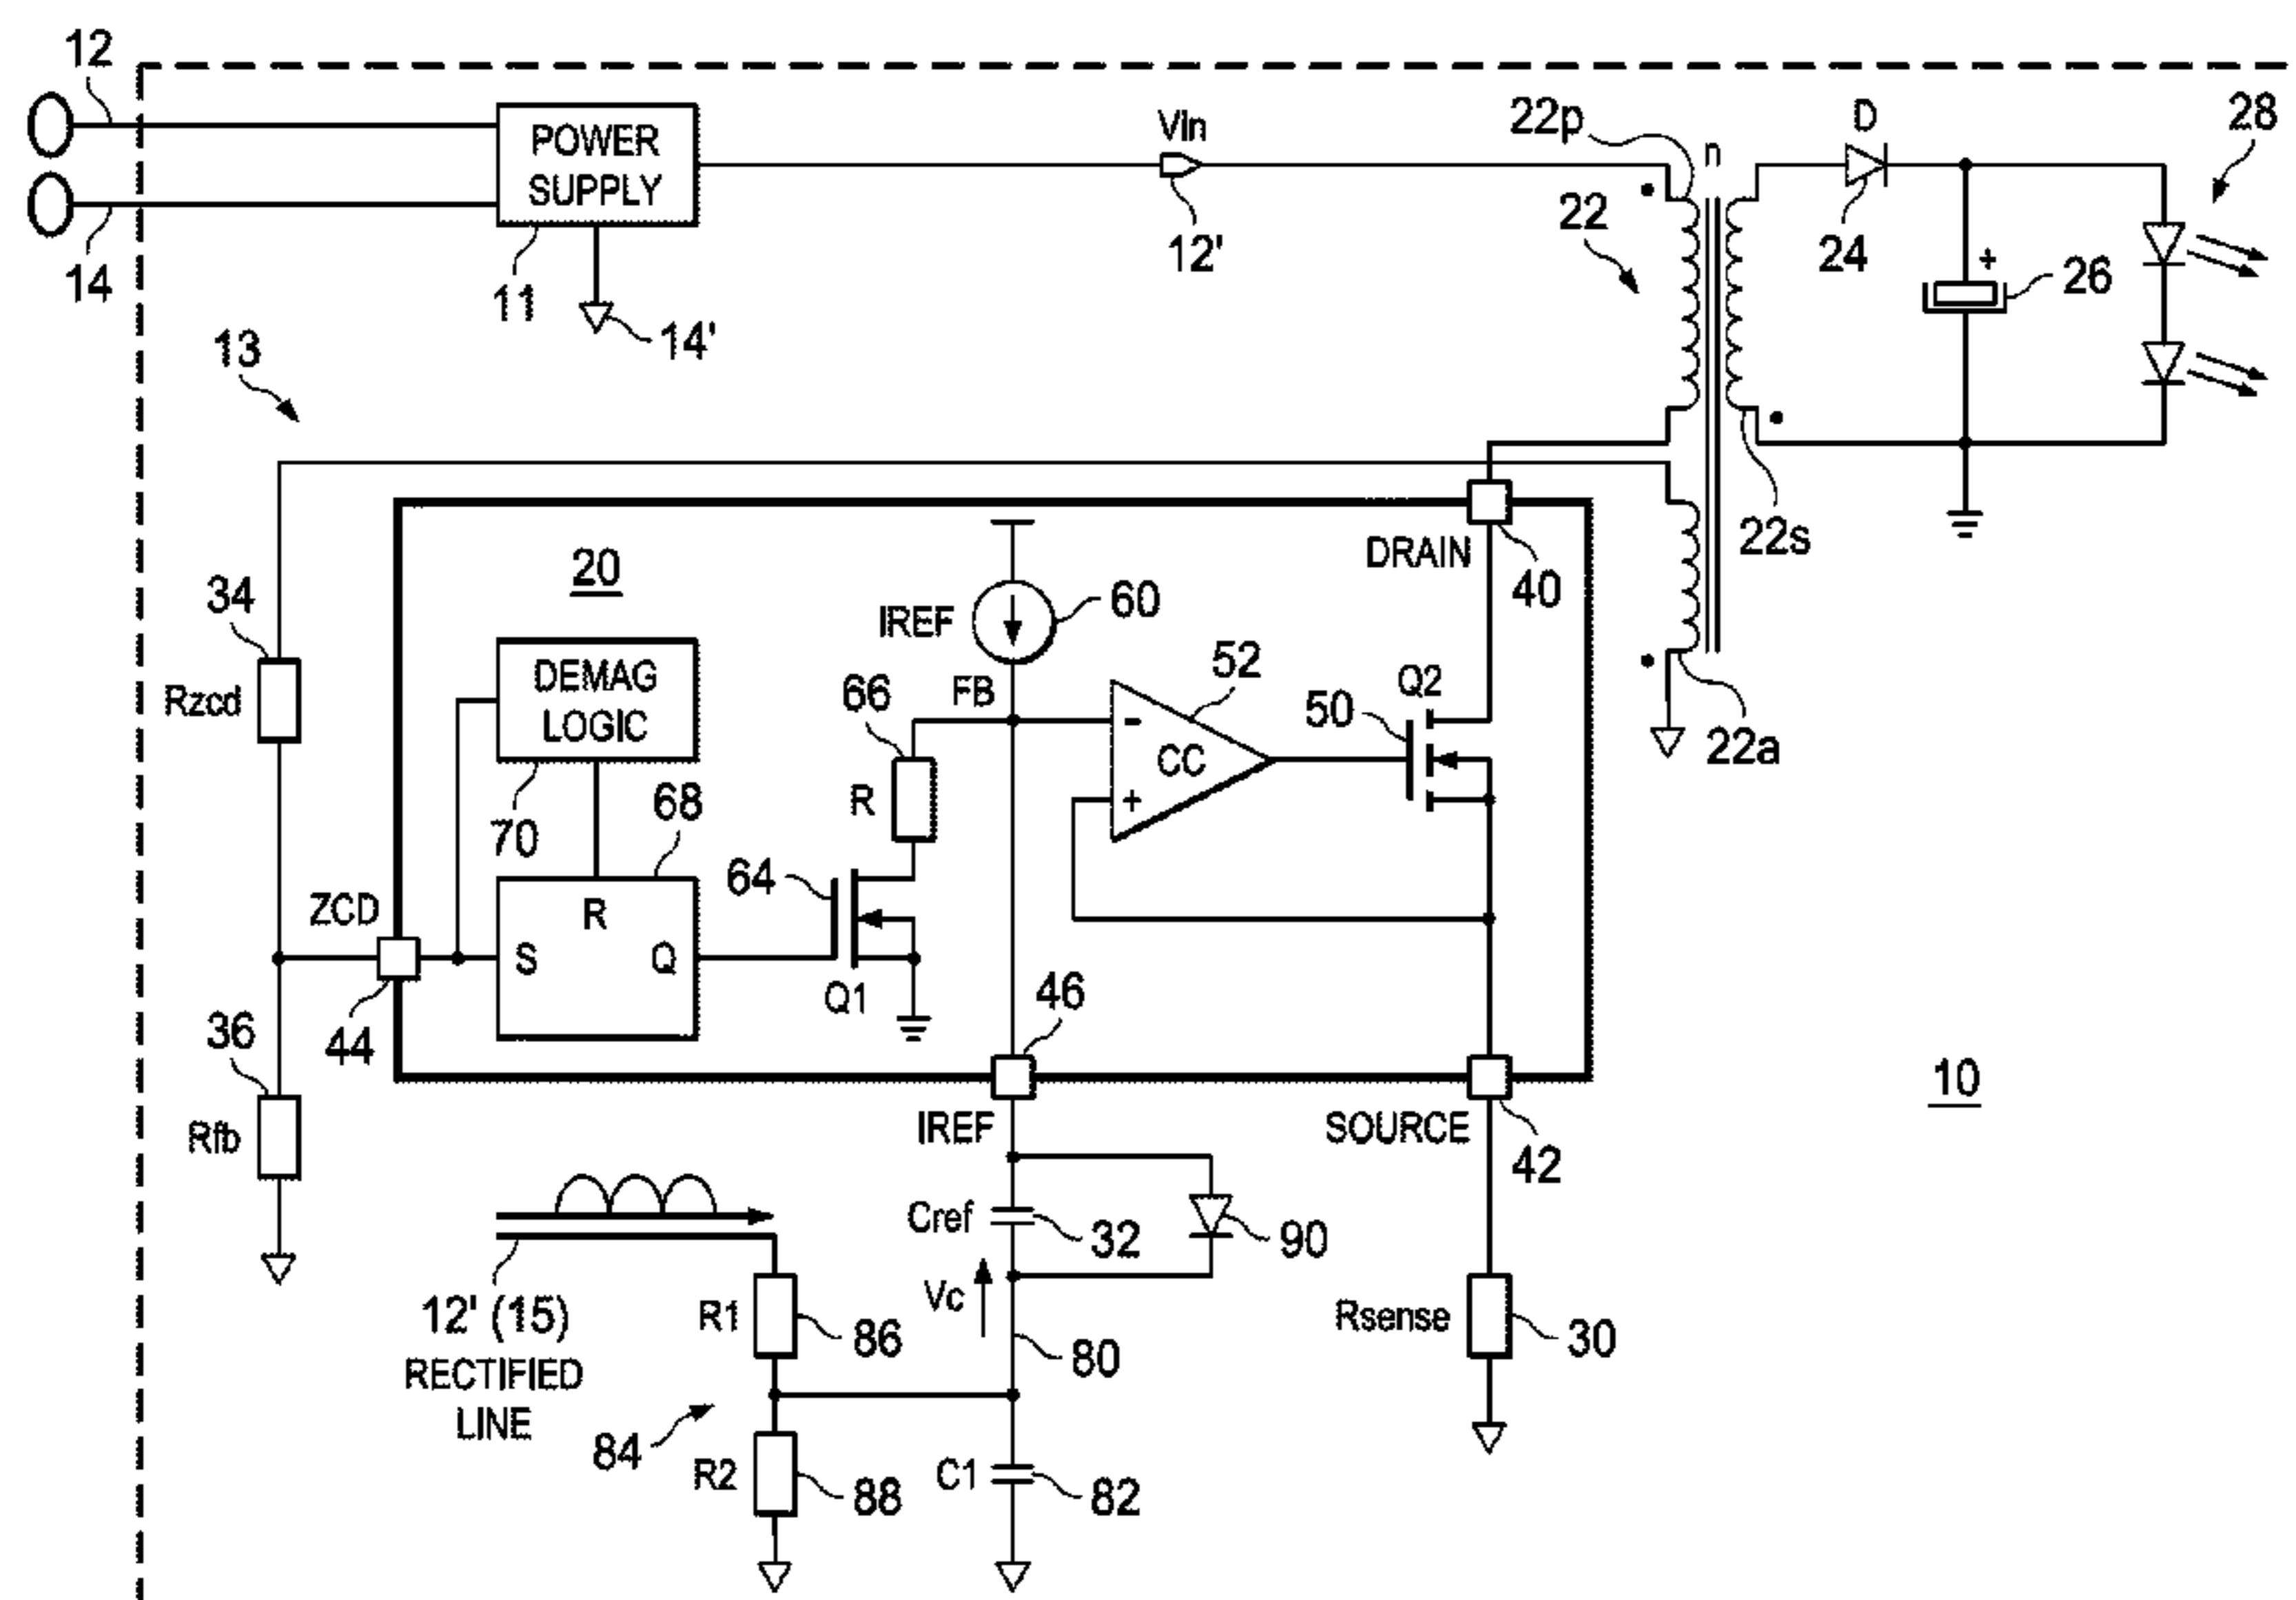 12
14
POWER
SUPPLY
11
14'
Vin
12'
22p
n
22
D
24
+
26
28
13
22s
22a
DRAIN
40
20
34
Rzcd
DEMAG
LOGIC
70
68
IREF
60
FB
66
R
52
-
CC
+
Q2
50
64
Q1
ZCD
44
S
R
Q
36
Rfb
46
IREF
SOURCE
42
10
Cref
32
90
Vc
80
12' (15)
RECTIFIED
LINE
R1
86
84
R2
88
C1
82
Rsense
30